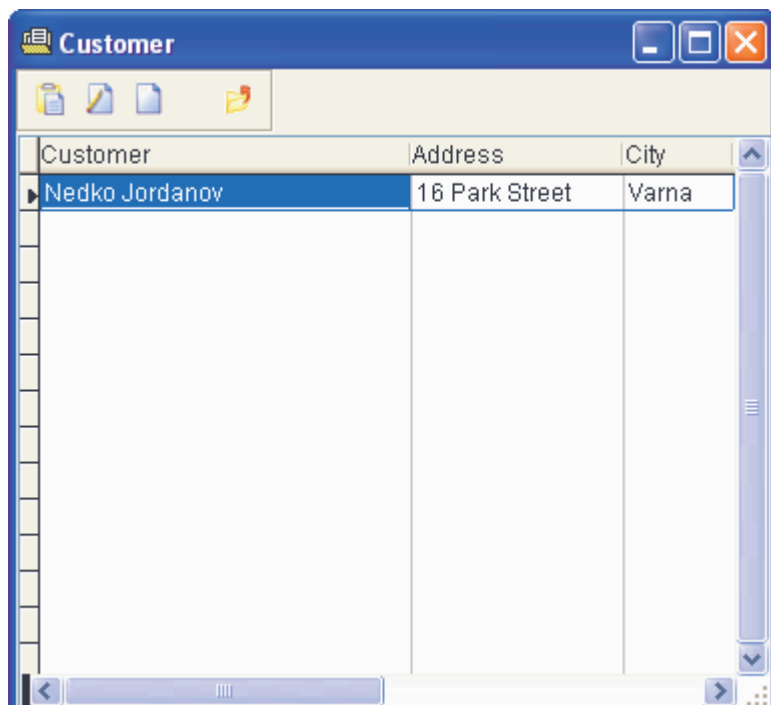 Customer
Customer Address City
Nedko Jordanov 16 Park Street Varna